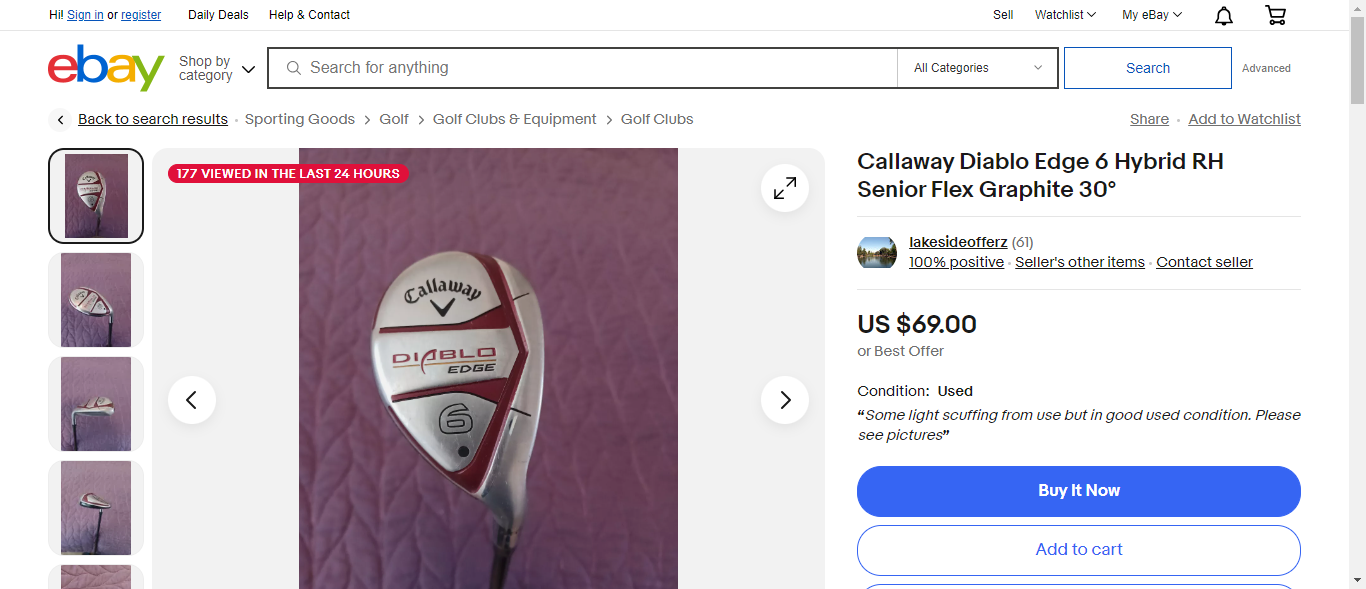 Hi! Sign in or register Daily Deals Help & Contact Sell Watchlist My eBay
ebay
Shop by
category
Search for anything
All Categories
Search
Advanced
Back to search results Sporting Goods Golf Golf Clubs & Equipment Golf Clubs
Share Add to Watchlist
177 VIEWED IN THE LAST 24 HOURS
Callaway
DIABLO
EDGE
6
Callaway Diablo Edge 6 Hybrid RH
Senior Flex Graphite 30°
lakesideofferz (61)
100% positive Seller's other items Contact seller
US $69.00
or Best Offer
Condition: Used
“Some light scuffing from use but in good used condition. Please
see pictures”
Buy It Now
Add to cart